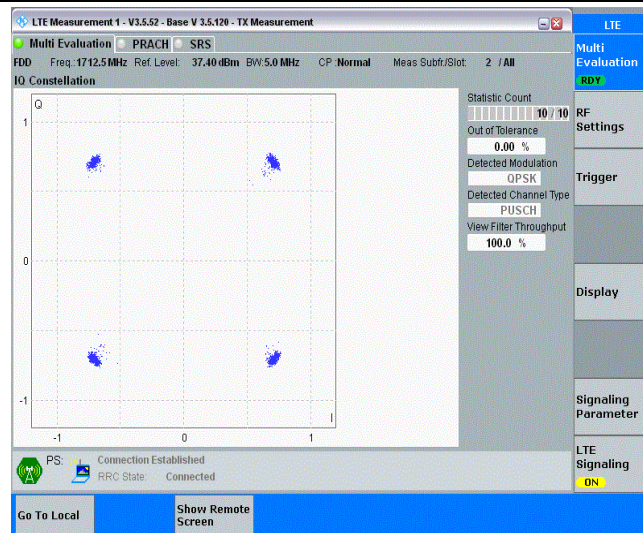 LTE Measurement 1 - V3.5.52 - Base V 3.5.120 - TX Measurement
LTE
Multi Evaluation PRACH SRS
Multi
Evaluation
RDY
FDD Freq.:1712.5 MHz Ref. Level: 37.40 dBm BW:5.0 MHz CP :Normal Meas Subfr./Slot: 2 / All
IQ Constellation
Q
1
0
-1
I
-1 0 1
Statistic Count
10 / 10
Out of Tolerance
0.00 %
Detected Modulation
QPSK
Detected Channel Type
PUSCH
View Filter Throughput
100.0 %
RF
Settings
Trigger
Display
Signaling
Parameter
LTE
Signaling
ON
PS: Connection Established
RRC State: Connected
Go To Local
Show Remote
Screen